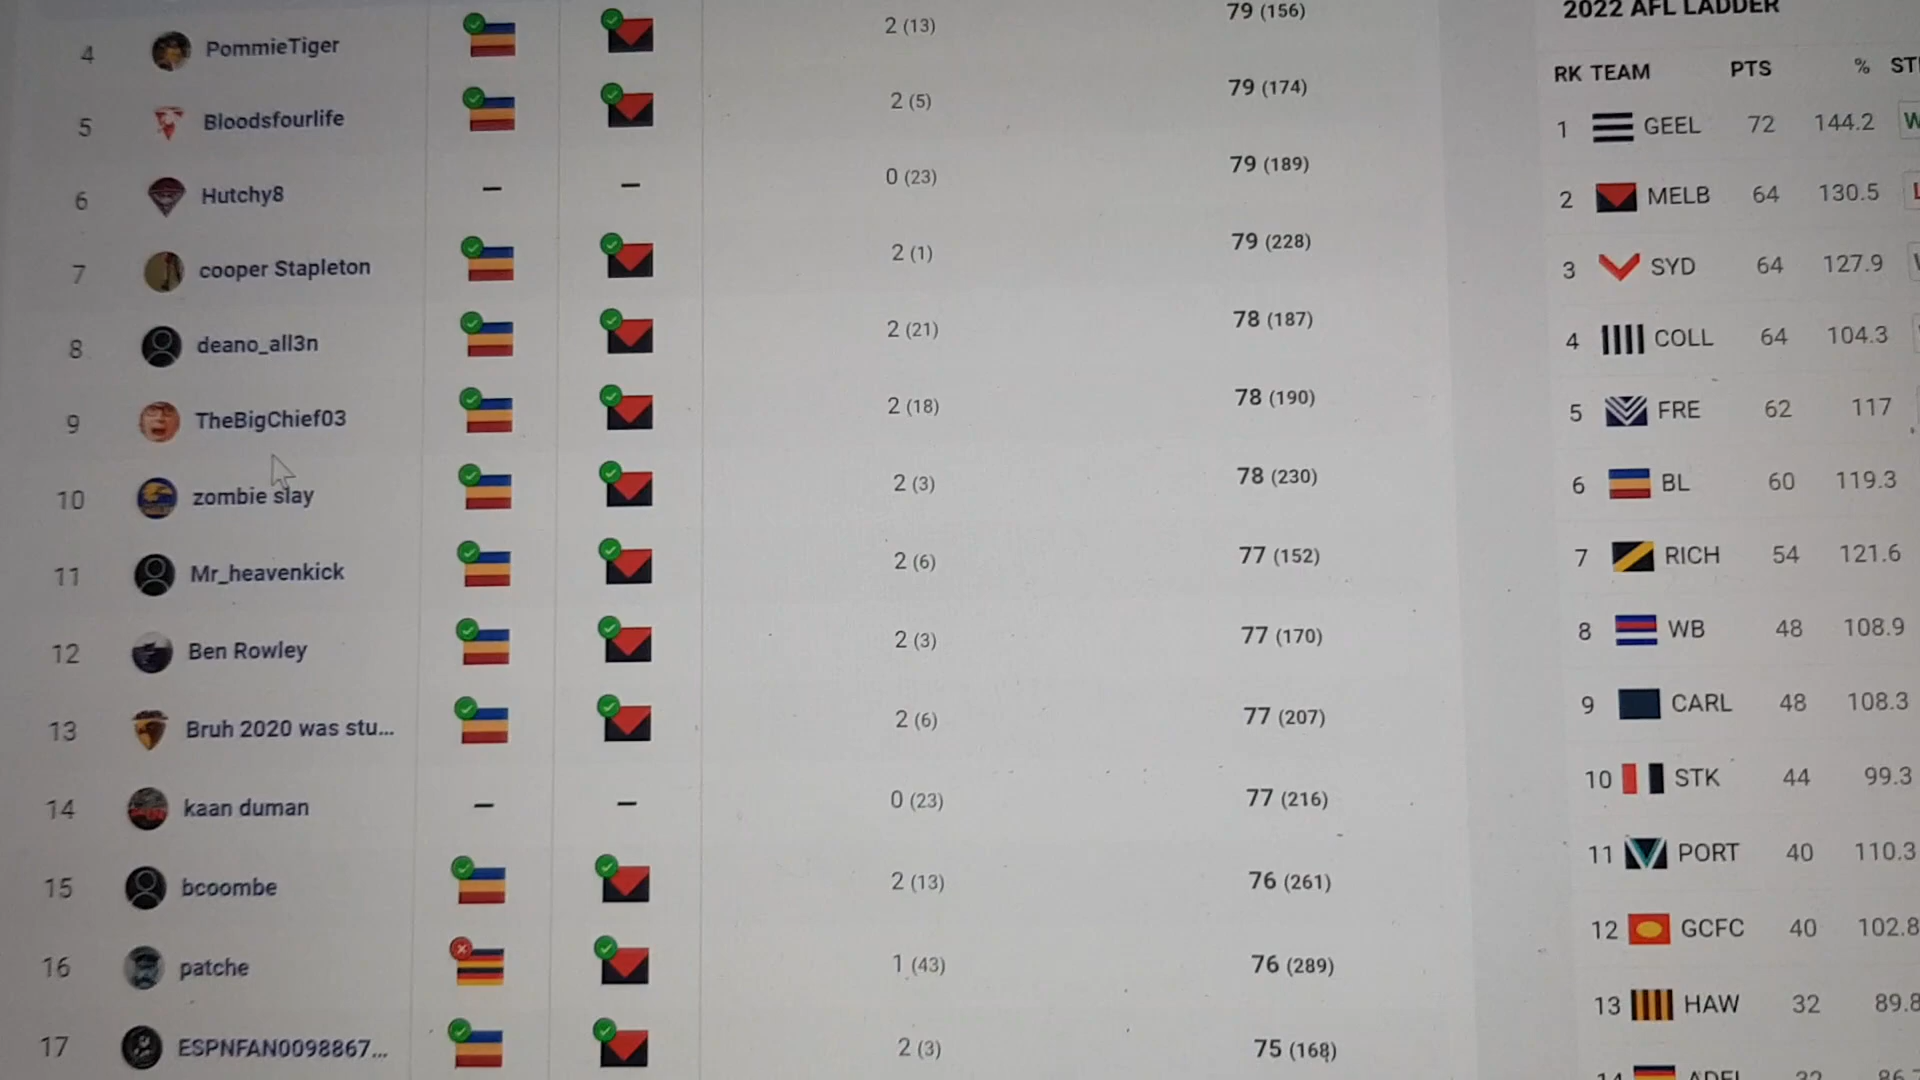 4 PommieTiger 2 (13) 79 (156)
5 Bloodsfourlife 2 (5) 79 (174)
6 Hutchy8 – – 0 (23) 79 (189)
7 cooper Stapleton 2 (1) 79 (228)
8 deano_all3n 2 (21) 78 (187)
9 TheBigChief03 2 (18) 78 (190)
10 zombie slay 2 (3) 78 (230)
11 Mr_heavenkick 2 (6) 77 (152)
12 Ben Rowley 2 (3) 77 (170)
13 Bruh 2020 was stu... 2 (6) 77 (207)
14 kaan duman – – 0 (23) 77 (216)
15 bcoombe 2 (13) 76 (261)
16 patche 1 (43) 76 (289)
17 ESPNFAN0098867... 2 (3) 75 (168)
2022 AFL LADDER
RK TEAM PTS % ST
1 GEEL 72 144.2 W
2 MELB 64 130.5 L
3 SYD 64 127.9
4 COLL 64 104.3
5 FRE 62 117
6 BL 60 119.3
7 RICH 54 121.6
8 WB 48 108.9
9 CARL 48 108.3
10 STK 44 99.3
11 PORT 40 110.3
12 GCFC 40 102.8
13 HAW 32 89.8
14 ADEL 32 86.